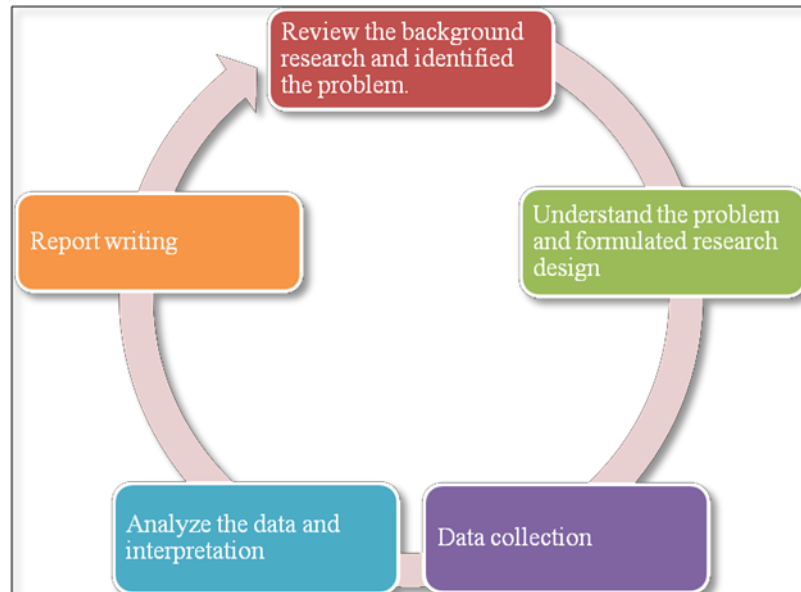 Review the background
research and identified
the problem.
Understand the problem
and formulated research
design
Data collection
Analyze the data and
interpretation
Report writing